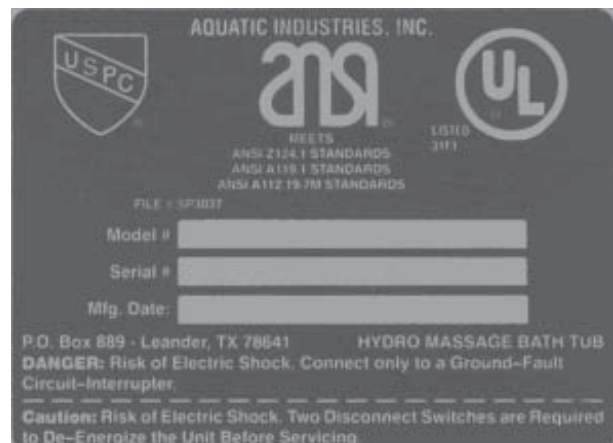 AQUATIC INDUSTRIES, INC.
USPC
ANSI
UL
®
LISTED
31F1
MEETS
ANSI Z124.1 STANDARDS
ANSI A119.1 STANDARDS
ANSI A112.19.7M STANDARDS
FILE # SP3037
Model #
Serial #
Mfg. Date:
P.O. Box 889 - Leander, TX 78641 HYDRO MASSAGE BATH TUB
DANGER: Risk of Electric Shock. Connect only to a Ground–Fault
Circuit–Interrupter.
Caution: Risk of Electric Shock. Two Disconnect Switches are Required
to De–Energize the Unit Before Servicing.